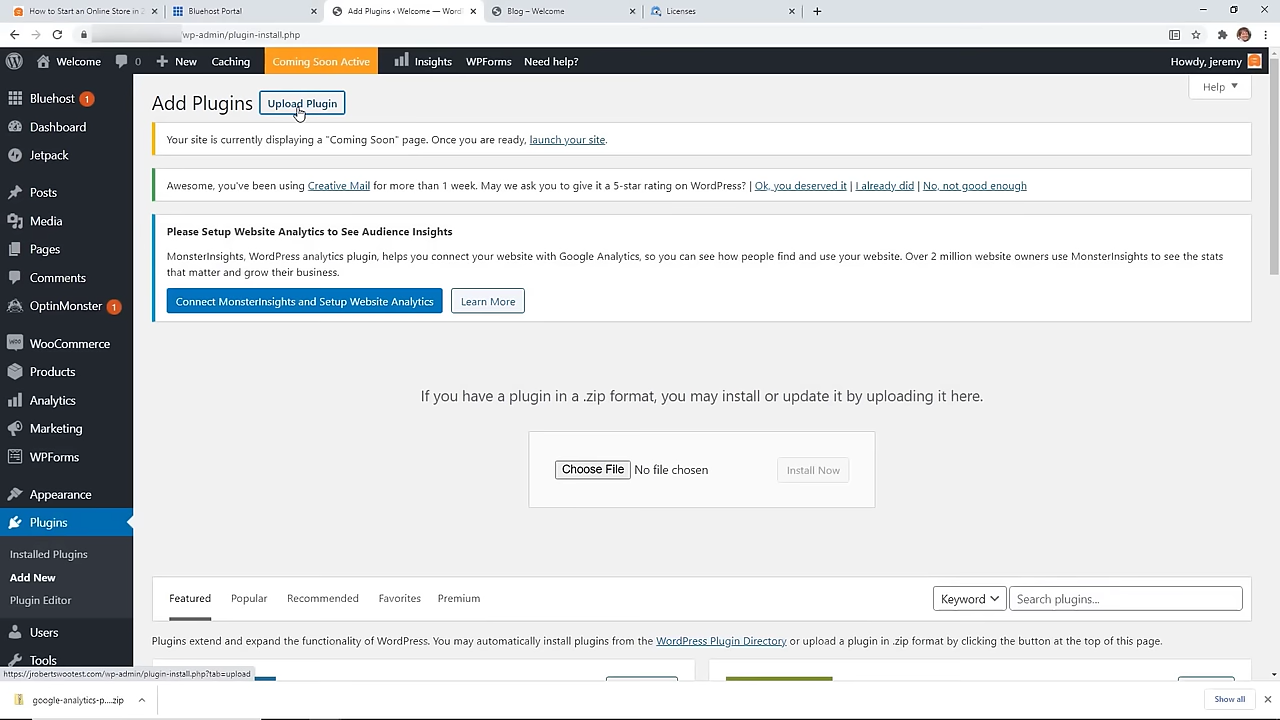 How to Start an Online Store in 2
Bluehost Portal
Add Plugins ‹ Welcome — WordP
Blog – Welcome
Licenses
/wp-admin/plugin-install.php
Welcome
0
New
Caching
Coming Soon Active
Insights
WPForms
Need help?
Howdy, jeremy
Bluehost 1
Dashboard
Jetpack
Posts
Media
Pages
Comments
OptinMonster 1
WooCommerce
Products
Analytics
Marketing
WPForms
Appearance
Plugins
Installed Plugins
Add New
Plugin Editor
Users
Tools
Help
Add Plugins
Upload Plugin
Your site is currently displaying a "Coming Soon" page. Once you are ready, launch your site.
Awesome, you've been using Creative Mail for more than 1 week. May we ask you to give it a 5-star rating on WordPress? | Ok, you deserved it | I already did | No, not good enough
Please Setup Website Analytics to See Audience Insights
MonsterInsights, WordPress analytics plugin, helps you connect your website with Google Analytics, so you can see how people find and use your website. Over 2 million website owners use MonsterInsights to see the stats
that matter and grow their business.
Connect MonsterInsights and Setup Website Analytics
Learn More
If you have a plugin in a .zip format, you may install or update it by uploading it here.
Choose File No file chosen
Install Now
Featured
Popular
Recommended
Favorites
Premium
Keyword
Search plugins...
Plugins extend and expand the functionality of WordPress. You may automatically install plugins from the WordPress Plugin Directory or upload a plugin in .zip format by clicking the button at the top of this page.
https://jrobertswootest.com/wp-admin/plugin-install.php?tab=upload
google-analytics-p....zip
Show all